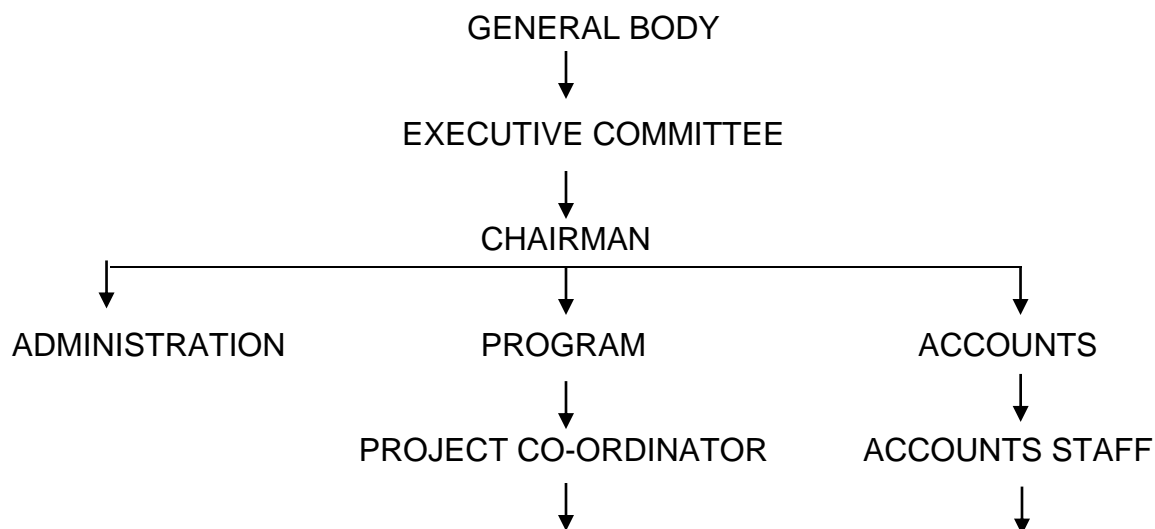 GENERAL BODY
EXECUTIVE COMMITTEE
CHAIRMAN
ADMINISTRATION PROGRAM ACCOUNTS
PROJECT CO-ORDINATOR ACCOUNTS STAFF